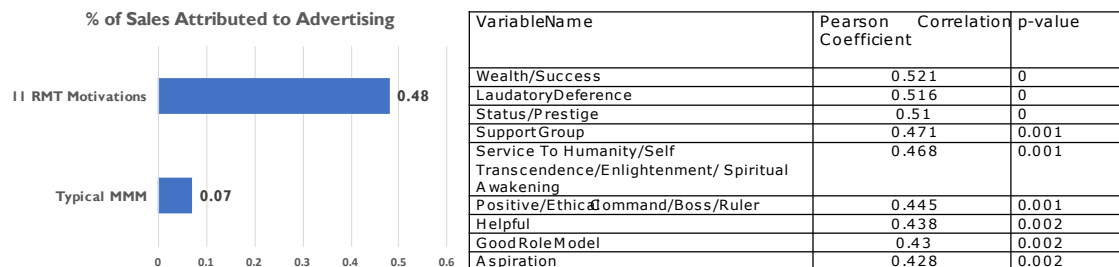 % of Sales Attributed to Advertising
11 RMT Motivations
0.48
Typical MMM
0.07
0 0.1 0.2 0.3 0.4 0.5 0.6
VariableName Pearson Correlation Coefficient p-value
Wealth/Success 0.521 0
LaudatoryDeference 0.516 0
Status/Prestige 0.51 0
SupportGroup 0.471 0.001
Service To Humanity/Self 0.468 0.001
Transcendence/Enlightenment/ Spiritual
Awakening
Positive/EthicalCommand/Boss/Ruler 0.445 0.001
Helpful 0.438 0.002
GoodRoleModel 0.43 0.002
Aspiration 0.428 0.002